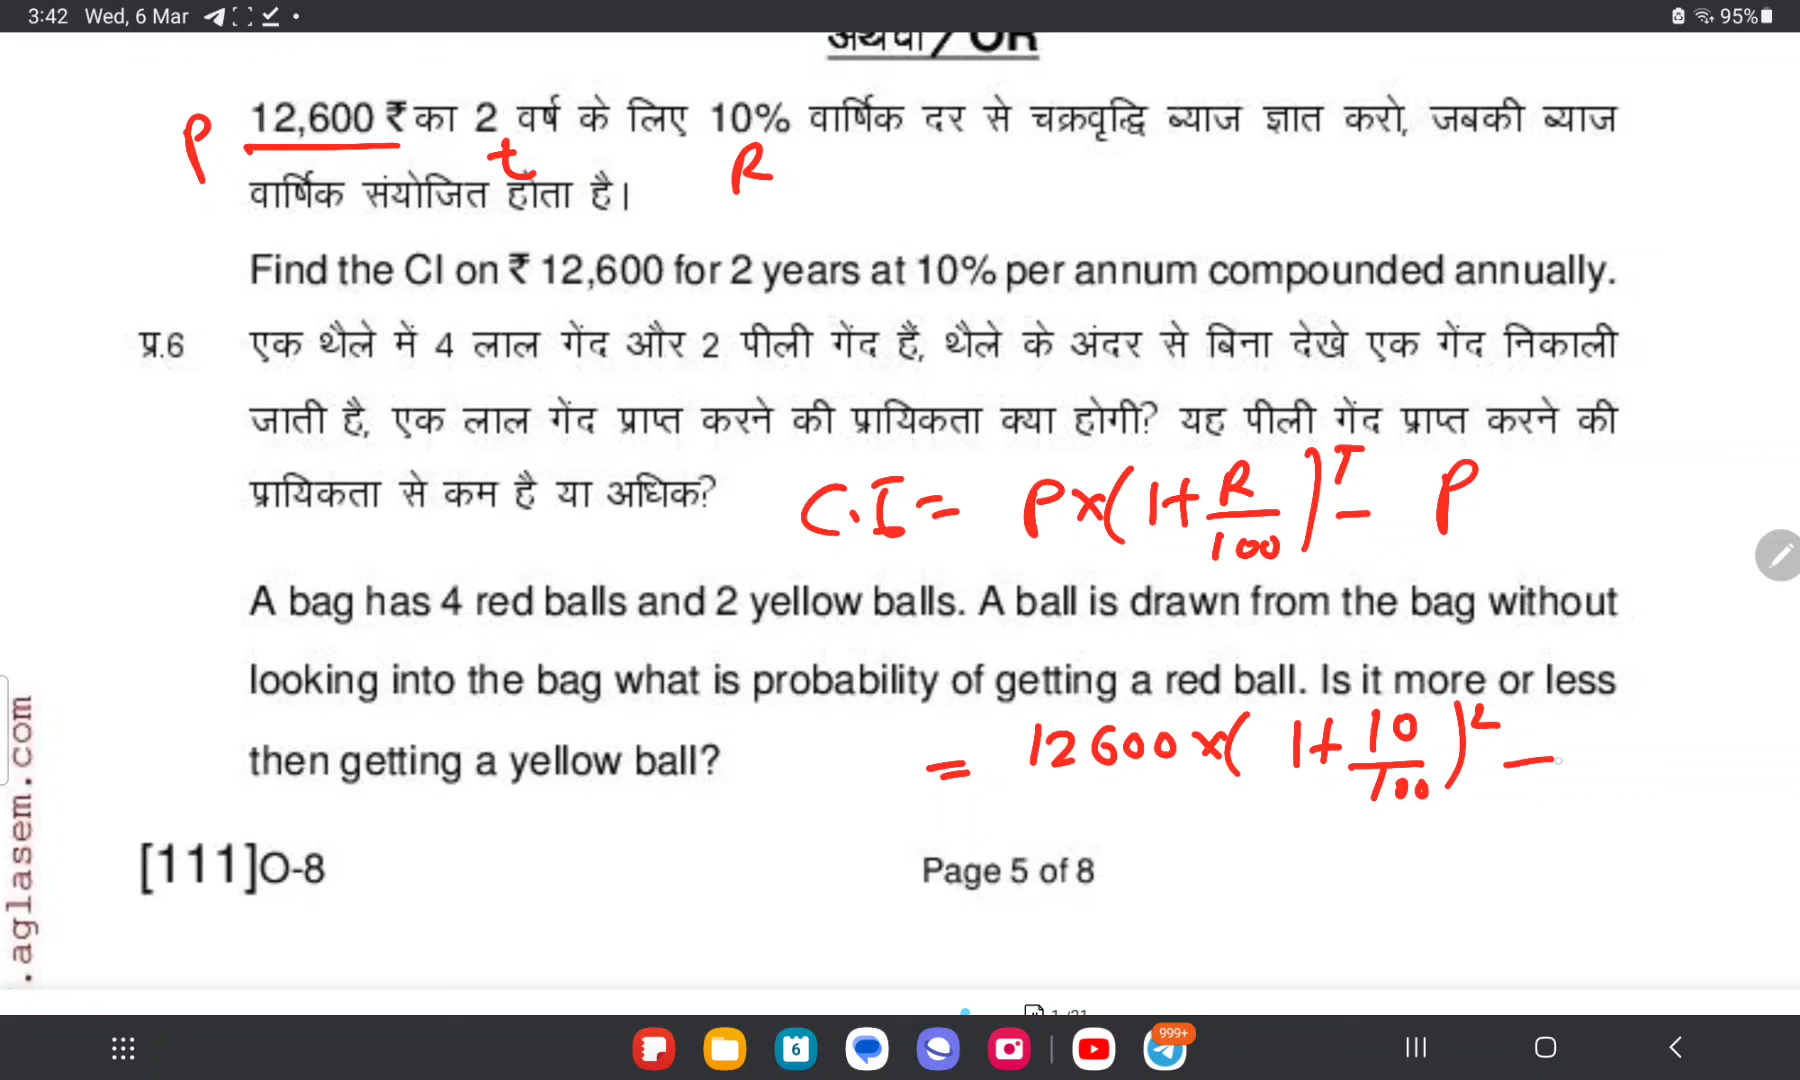 3:42 Wed, 6 Mar
95%
अथवा / OR
12,600 ₹ का 2 वर्ष के लिए 10% वार्षिक दर से चक्रवृद्धि ब्याज ज्ञात करो, जबकी ब्याज
P
t
R
वार्षिक संयोजित होता है।
Find the CI on ₹ 12,600 for 2 years at 10% per annum compounded annually.
प्र.6 एक थैले में 4 लाल गेंद और 2 पीली गेंद हैं, थैले के अंदर से बिना देखे एक गेंद निकाली
जाती है, एक लाल गेंद प्राप्त करने की प्रायिकता क्या होगी? यह पीली गेंद प्राप्त करने की
प्रायिकता से कम है या अधिक?
C.I = P×(1+R/100)^T - P
A bag has 4 red balls and 2 yellow balls. A ball is drawn from the bag without
looking into the bag what is probability of getting a red ball. Is it more or less
then getting a yellow ball?
= 12600×(1+10/100)^2 -
[111]O-8
Page 5 of 8
.aglasem.com
6
999+